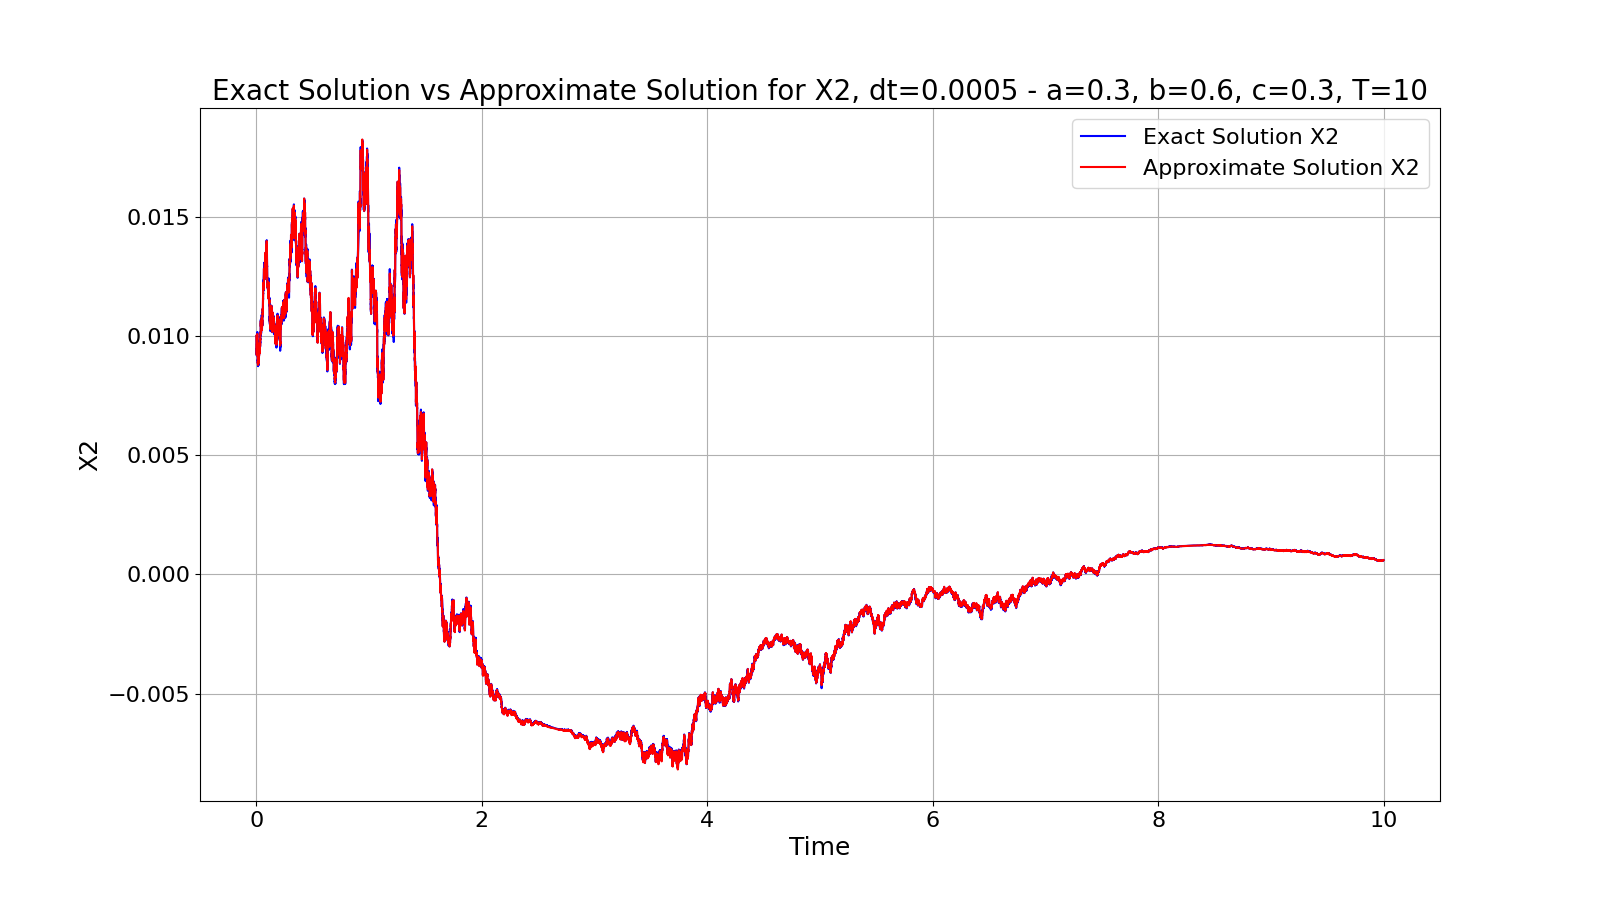 Exact Solution vs Approximate Solution for X2, dt=0.0005 - a=0.3, b=0.6, c=0.3, T=10
Exact Solution X2
Approximate Solution X2
0.015
0.010
0.005
0.000
−0.005
X2
0 2 4 6 8 10
Time